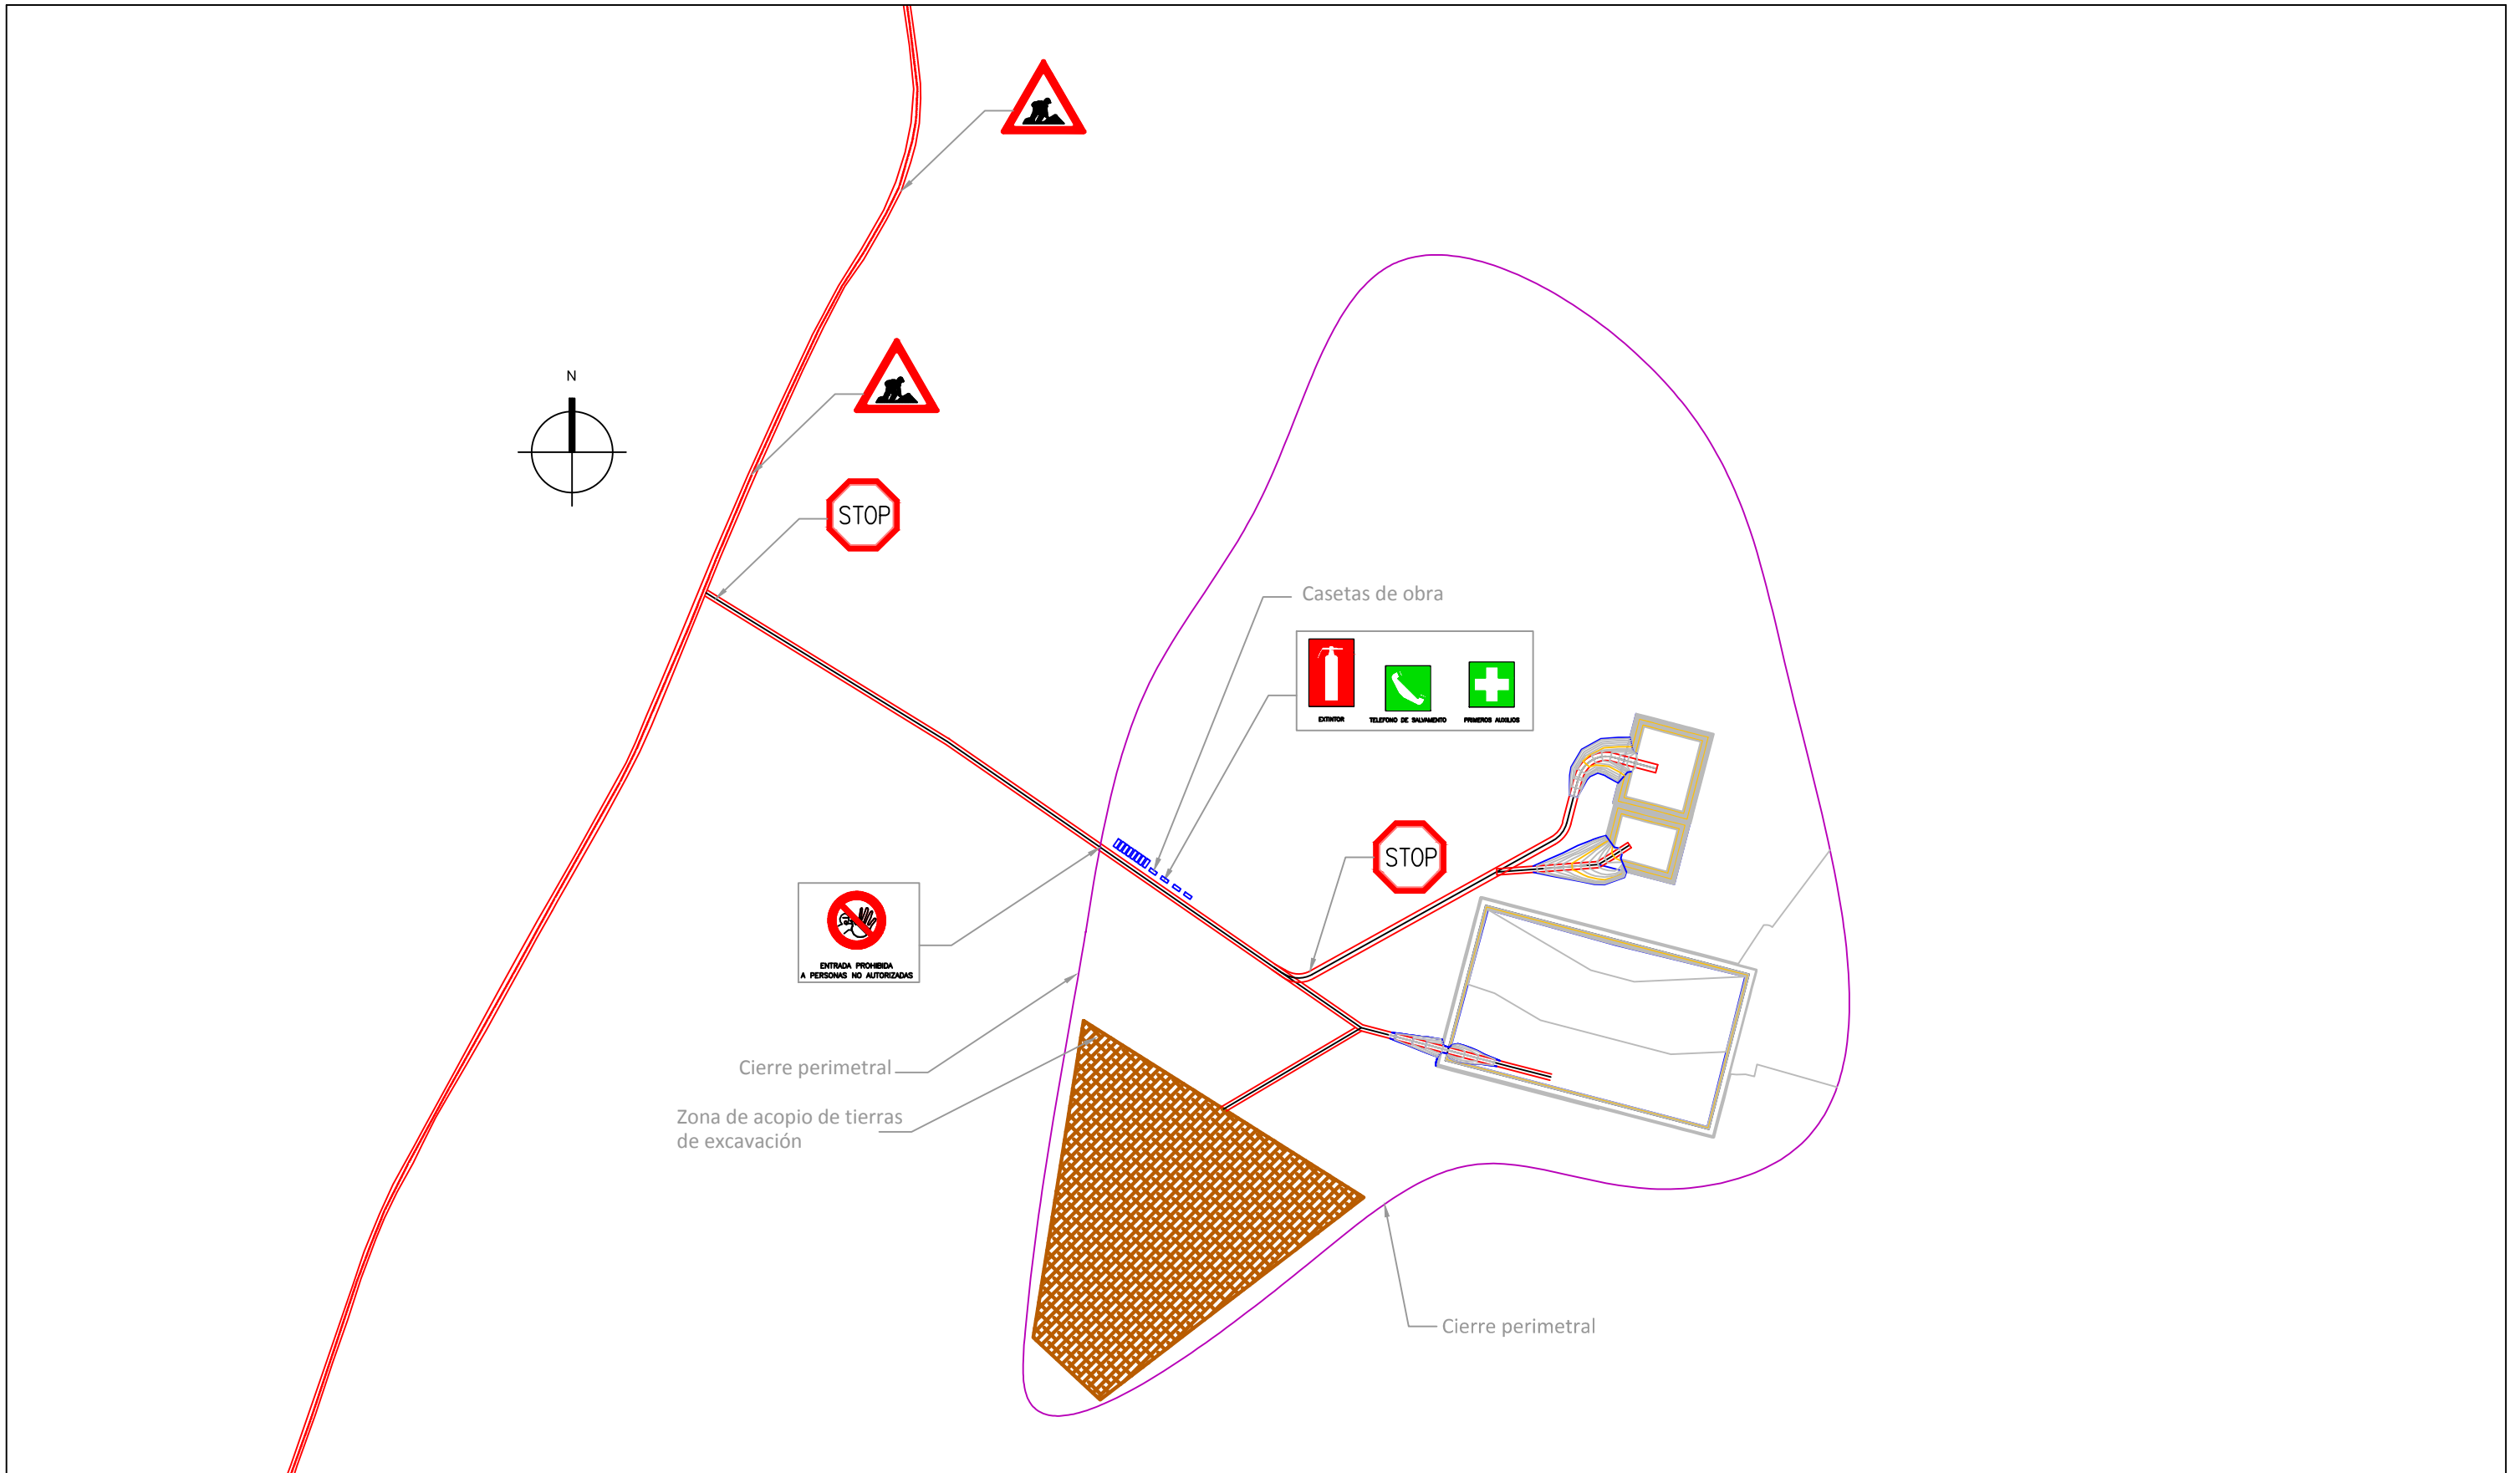 N
STOP
Casetas de obra
EXTINTOR
TELEFONO DE SALVAMENTO
PRIMEROS AUXILIOS
STOP
ENTRADA PROHIBIDA
A PERSONAS NO AUTORIZADAS
Cierre perimetral
Zona de acopio de tierras
de excavación
Cierre perimetral